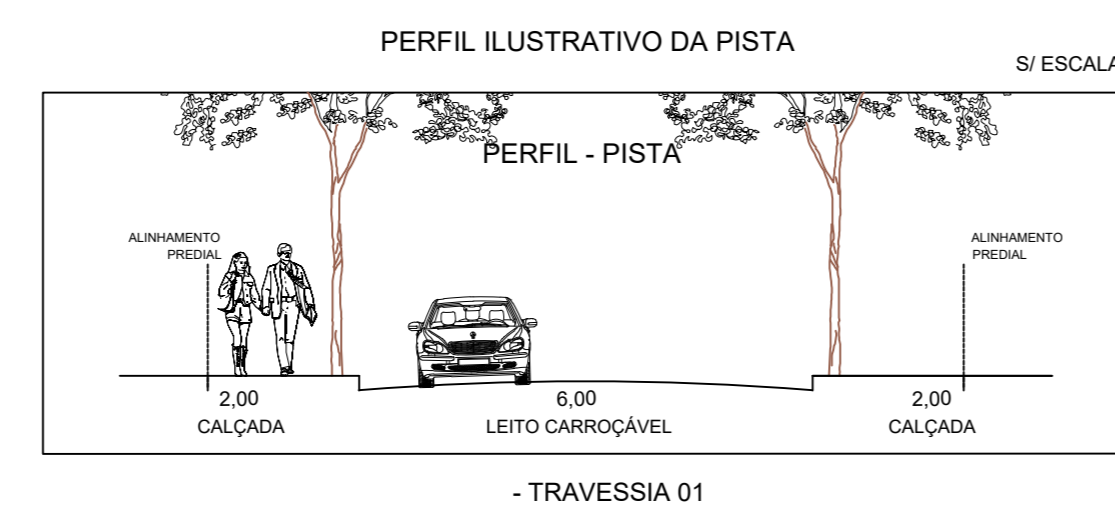 PERFIL ILUSTRATIVO DA PISTA
S/ ESCALA
PERFIL - PISTA
ALINHAMENTO
PREDIAL
ALINHAMENTO
PREDIAL
2,00
CALÇADA
6,00
LEITO CARROÇÁVEL
2,00
CALÇADA
- TRAVESSIA 01